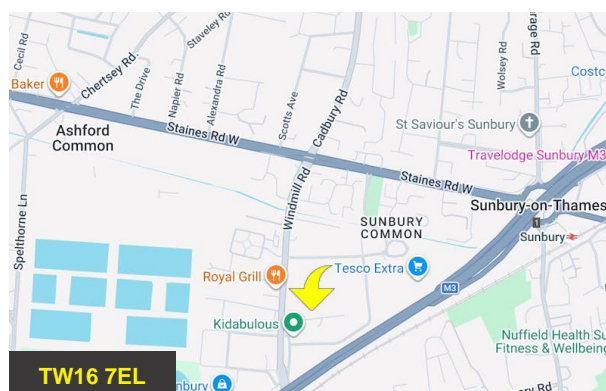 Cecil Rd
Chertsey Rd.
Staveley Rd
Baker
The Drive
Napier Rd
Alexandra Rd
Scotts Ave
Cadbury Rd
Wolsey Rd
Costc
Ashford
Common
Staines Rd W
St Saviour's Sunbury
Travelodge Sunbury M3
Staines Rd W
Windmill Rd
Spelthorne Ln
SUNBURY
COMMON
Sunbury-on-Thames
Sunbury
Royal Grill
Tesco Extra
M3
Kidabulous
Nuffield Health Su
Fitness & Wellbeing
TW16 7EL